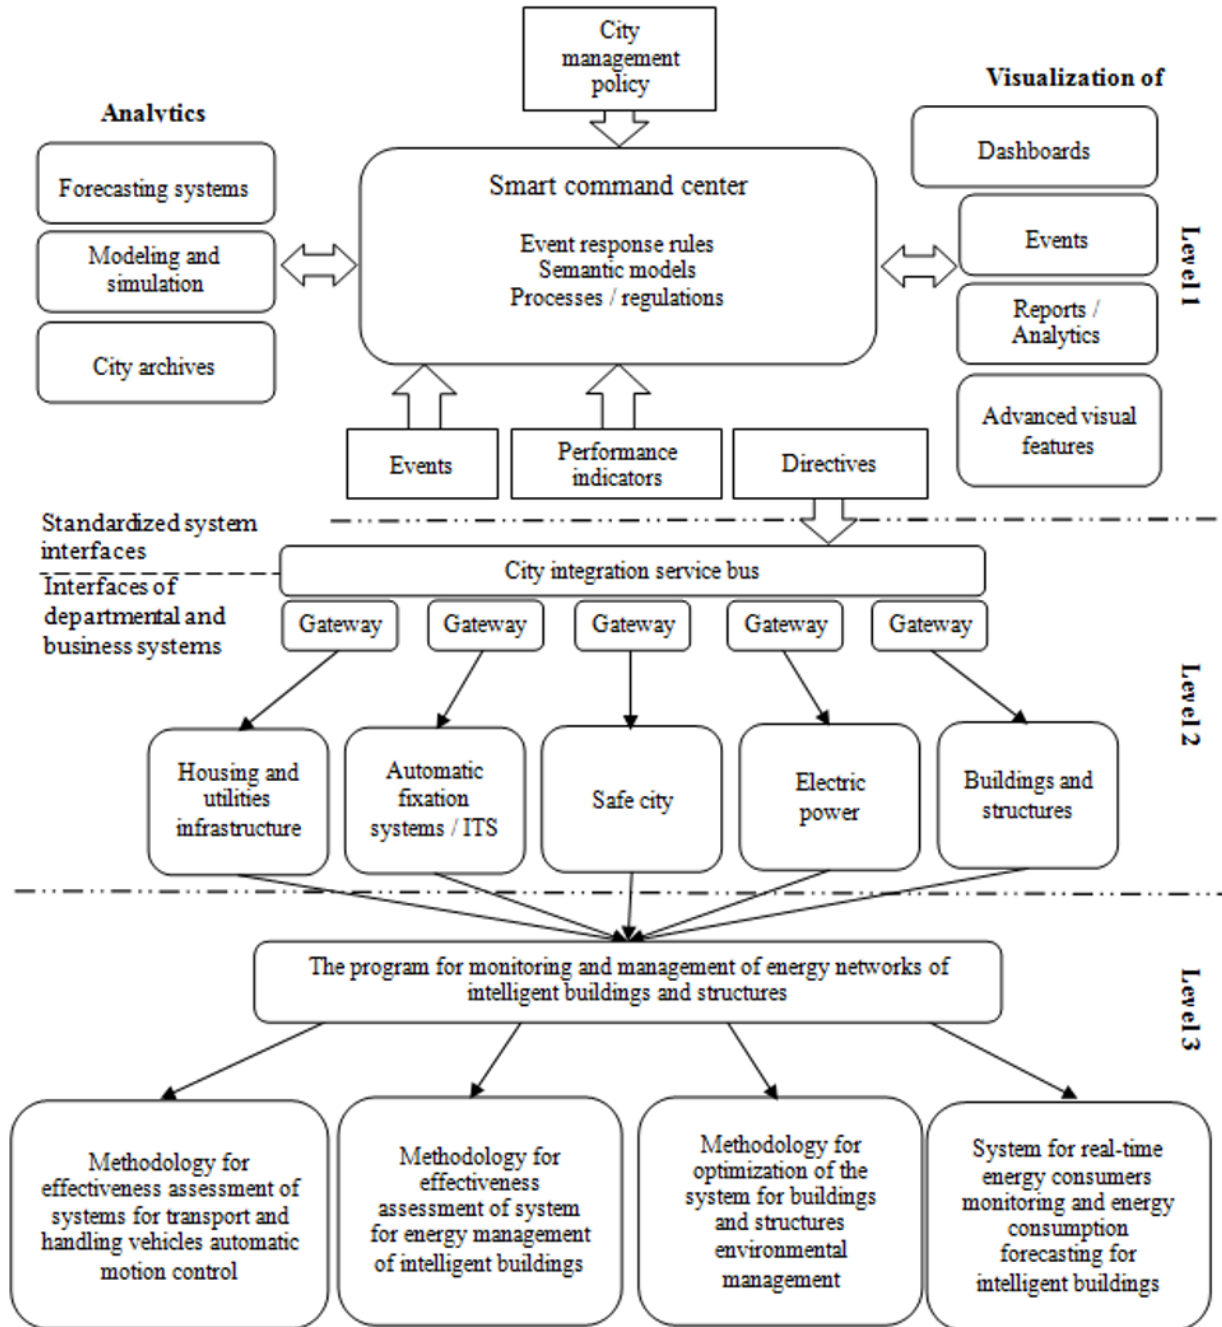 City
management
policy
Visualization of
Analytics
Dashboards
Forecasting systems
Smart command center
Event response rules
Semantic models
Processes / regulations
Events
Modeling and
simulation
Level 1
Reports /
Analytics
City archives
Advanced visual
features
Events
Performance
indicators
Directives
Standardized system
interfaces
City integration service bus
Interfaces of
departmental and
business systems
Gateway
Gateway
Gateway
Gateway
Gateway
Level 2
Housing and
utilities
infrastructure
Automatic
fixation
systems / ITS
Safe city
Electric
power
Buildings and
structures
The program for monitoring and management of energy networks of
intelligent buildings and structures
Level 3
Methodology for
effectiveness assessment of
systems for transport and
handling vehicles automatic
motion control
Methodology for
effectiveness
assessment of system
for energy management
of intelligent buildings
Methodology for
optimization of the
system for buildings
and structures
environmental
management
System for real-time
energy consumers
monitoring and energy
consumption
forecasting for
intelligent buildings